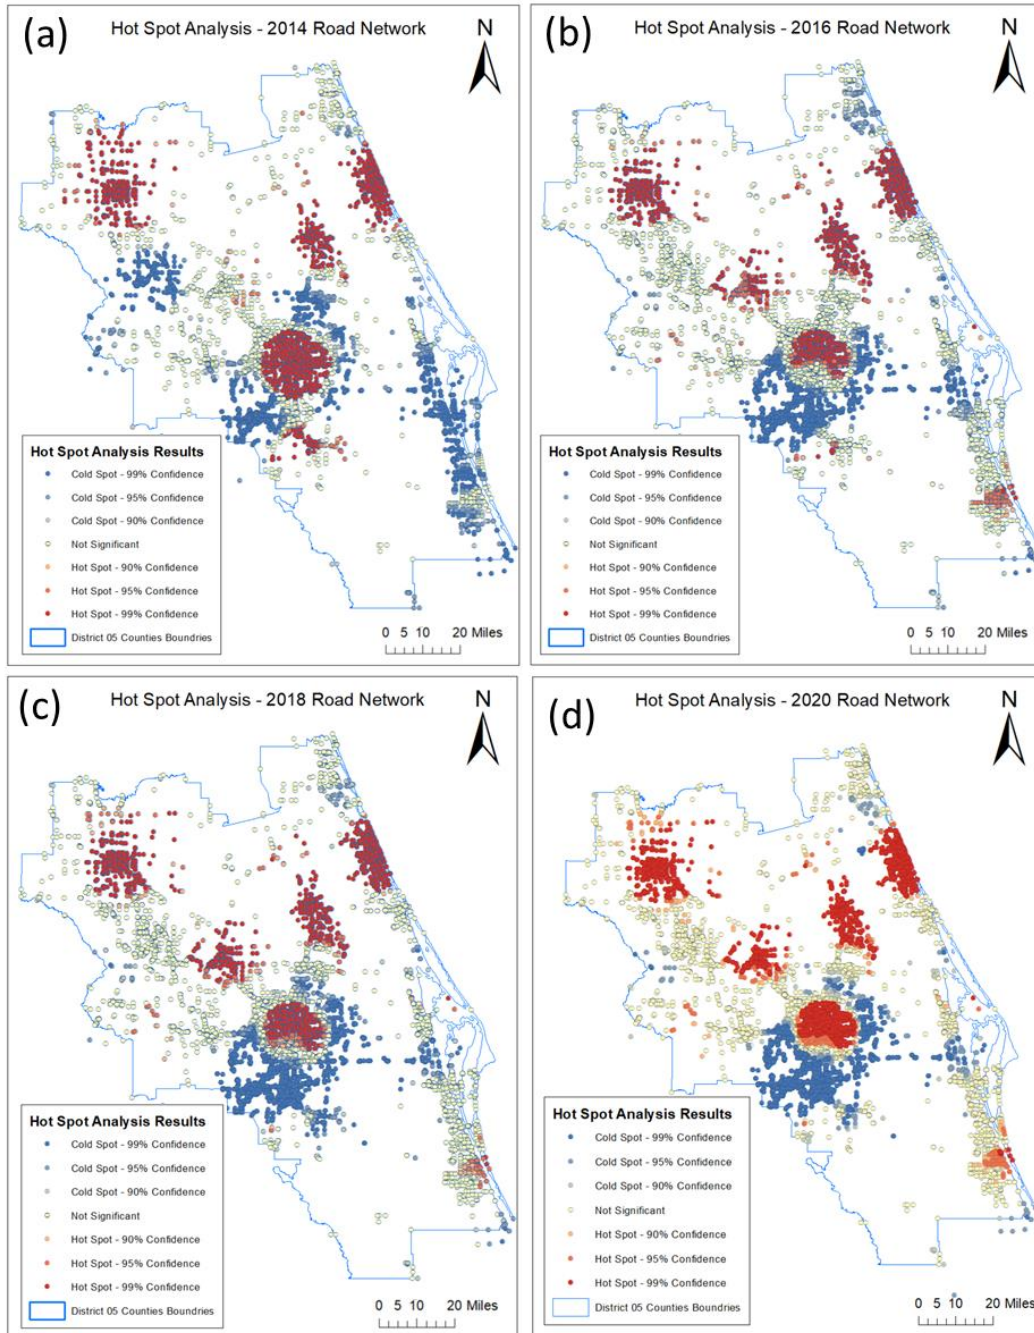 (a)
Hot Spot Analysis - 2014 Road Network
N
Hot Spot Analysis Results
Cold Spot - 99% Confidence
Cold Spot - 95% Confidence
Cold Spot - 90% Confidence
Not Significant
Hot Spot - 90% Confidence
Hot Spot - 95% Confidence
Hot Spot - 99% Confidence
District 05 Counties Boundries
0 5 10 20 Miles
(b)
Hot Spot Analysis - 2016 Road Network
N
Hot Spot Analysis Results
Cold Spot - 99% Confidence
Cold Spot - 95% Confidence
Cold Spot - 90% Confidence
Not Significant
Hot Spot - 90% Confidence
Hot Spot - 95% Confidence
Hot Spot - 99% Confidence
District 05 Counties Boundries
0 5 10 20 Miles
(c)
Hot Spot Analysis - 2018 Road Network
N
Hot Spot Analysis Results
Cold Spot - 99% Confidence
Cold Spot - 95% Confidence
Cold Spot - 90% Confidence
Not Significant
Hot Spot - 90% Confidence
Hot Spot - 95% Confidence
Hot Spot - 99% Confidence
District 05 Counties Boundries
0 5 10 20 Miles
(d)
Hot Spot Analysis - 2020 Road Network
N
Hot Spot Analysis Results
Cold Spot - 99% Confidence
Cold Spot - 95% Confidence
Cold Spot - 90% Confidence
Not Significant
Hot Spot - 90% Confidence
Hot Spot - 95% Confidence
Hot Spot - 99% Confidence
District 05 Counties Boundries
0 5 10 20 Miles